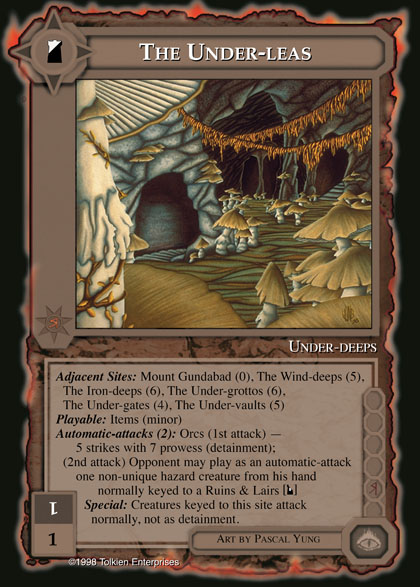 THE UNDER-LEAS
UNDER-DEEPS
Adjacent Sites: Mount Gundabad (0), The Wind-deeps (5),
The Iron-deeps (6), The Under-grottos (6),
The Under-gates (4), The Under-vaults (5)
Playable: Items (minor)
Automatic-attacks (2): Orcs (1st attack) —
5 strikes with 7 prowess (detainment);
(2nd attack) Opponent may play as an automatic-attack
one non-unique hazard creature from his hand
normally keyed to a Ruins & Lairs []
Special: Creatures keyed to this site attack
normally, not as detainment.
1
1
ART BY PASCAL YUNG
©1998 Tolkien Enterprises